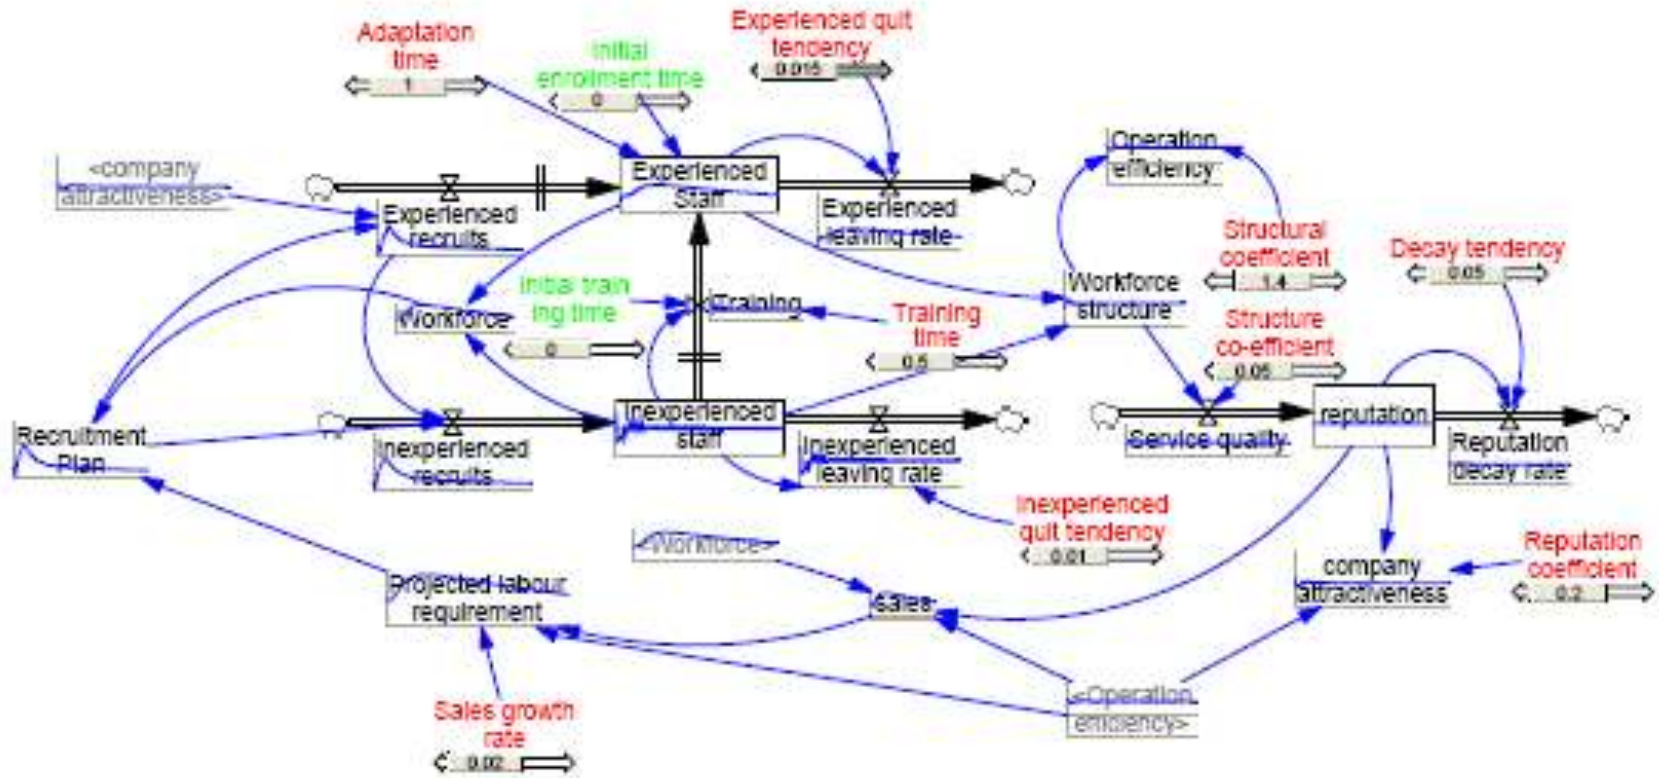 Adaptation
time
1
Initial
enrollment time
0
Experienced quit
tendency
0.015
<company
attractiveness>
Experienced
recruits
Experienced
Staff
Experienced
leaving rate
Operation
efficiency
Structural
coefficient
1.4
Decay tendency
0.05
Initial train
ing time
0
Training
Workforce
Training
time
0.5
Workforce
structure
Structure
co-efficient
0.05
Recruitment
Plan
Inexperienced
recruits
Inexperienced
staff
Inexperienced
leaving rate
Service quality
reputation
Reputation
decay rate
Inexperienced
quit tendency
0.01
<Workforce>
Projected labour
requirement
sales
company
attractiveness
Reputation
coefficient
0.2
Sales growth
rate
0.02
<Operation
efficiency>